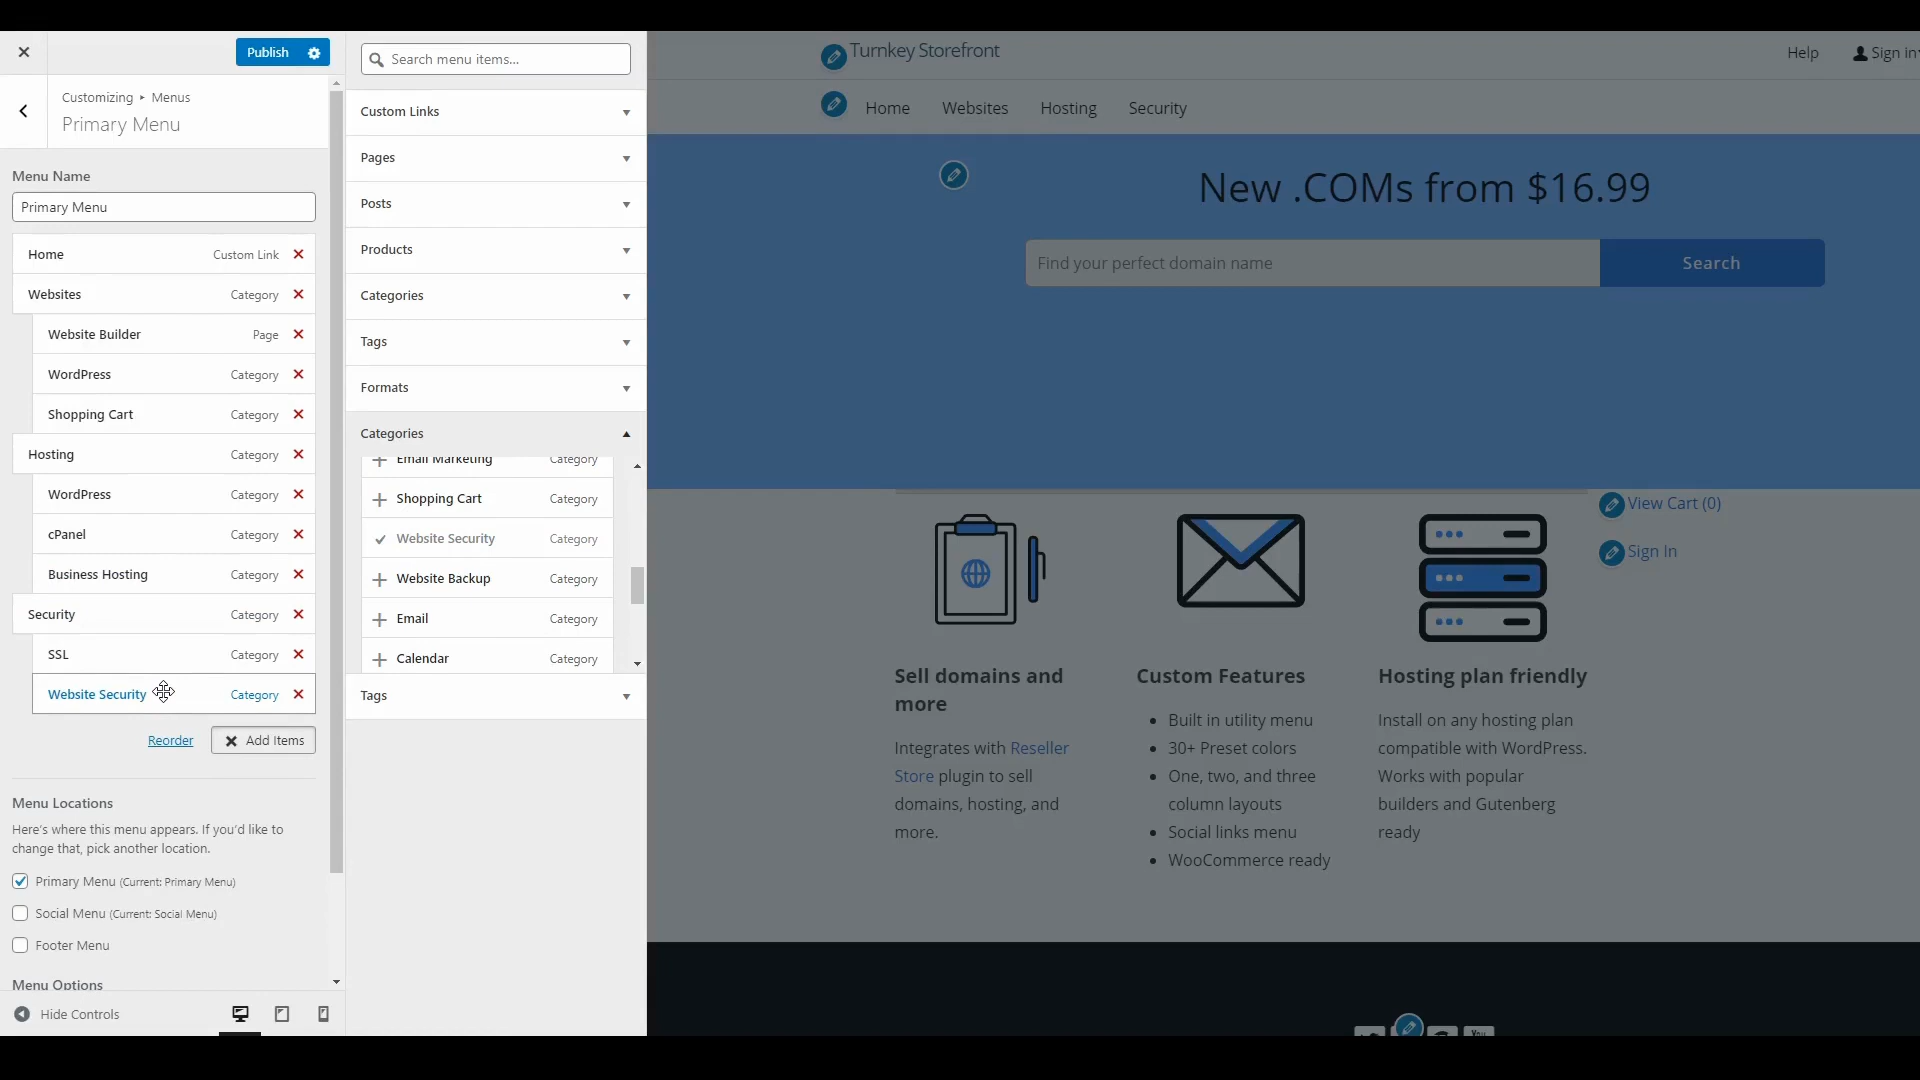 Publish
Customizing ▸ Menus
Primary Menu
Menu Name
Primary Menu
Home Custom Link
Websites Category
Website Builder Page
WordPress Category
Shopping Cart Category
Hosting Category
WordPress Category
cPanel Category
Business Hosting Category
Security Category
SSL Category
Website Security Category
Reorder
Add Items
Menu Locations
Here's where this menu appears. If you'd like to
change that, pick another location.
Primary Menu (Current: Primary Menu)
Social Menu (Current: Social Menu)
Footer Menu
Menu Options
Hide Controls
Search menu items...
Custom Links
Pages
Posts
Products
Categories
Tags
Formats
Categories
Email Marketing Category
Shopping Cart Category
Website Security Category
Website Backup Category
Email Category
Calendar Category
Tags
Turnkey Storefront
Help
Sign in
Home
Websites
Hosting
Security
New .COMs from $16.99
Find your perfect domain name
Search
View Cart (0)
Sign In
Sell domains and
more
Integrates with Reseller
Store plugin to sell
domains, hosting, and
more.
Custom Features
Built in utility menu
30+ Preset colors
One, two, and three
column layouts
Social links menu
WooCommerce ready
Hosting plan friendly
Install on any hosting plan
compatible with WordPress.
Works with popular
builders and Gutenberg
ready